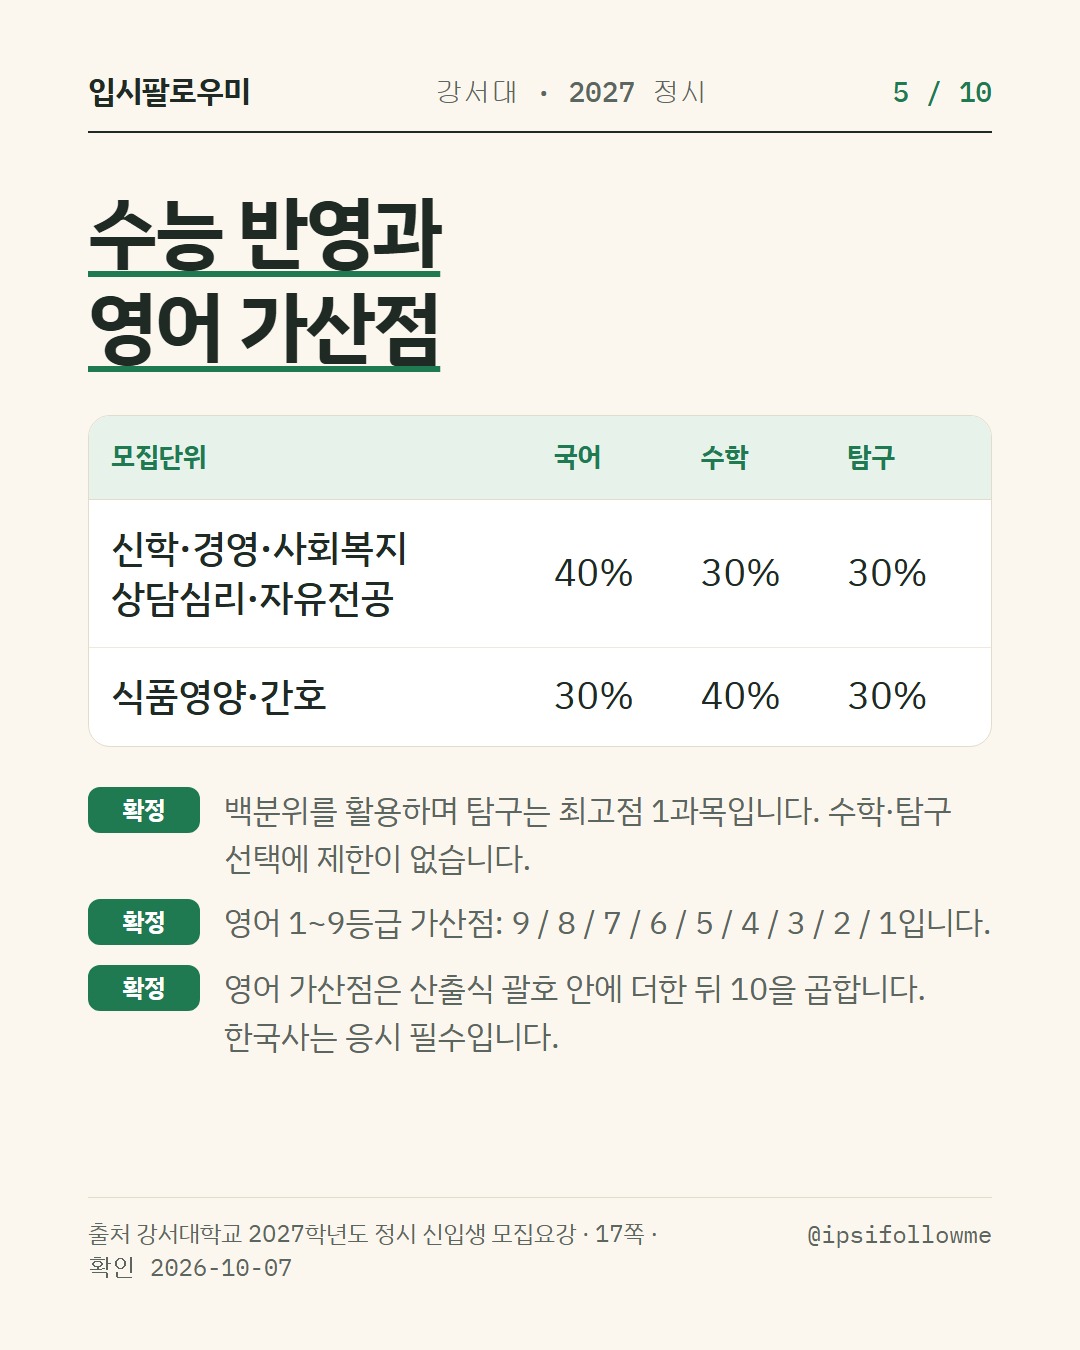 입시팔로우미
강서대 · 2027 정시
5 / 10
수능 반영과
영어 가산점
모집단위 국어 수학 탐구
신학·경영·사회복지
상담심리·자유전공
40% 30% 30%
식품영양·간호 30% 40% 30%
확정 백분위를 활용하며 탐구는 최고점 1과목입니다. 수학·탐구
선택에 제한이 없습니다.
확정 영어 1~9등급 가산점: 9 / 8 / 7 / 6 / 5 / 4 / 3 / 2 / 1입니다.
확정 영어 가산점은 산출식 괄호 안에 더한 뒤 10을 곱합니다.
한국사는 응시 필수입니다.
출처 강서대학교 2027학년도 정시 신입생 모집요강 · 17쪽 ·
확인 2026-10-07
@ipsifollowme